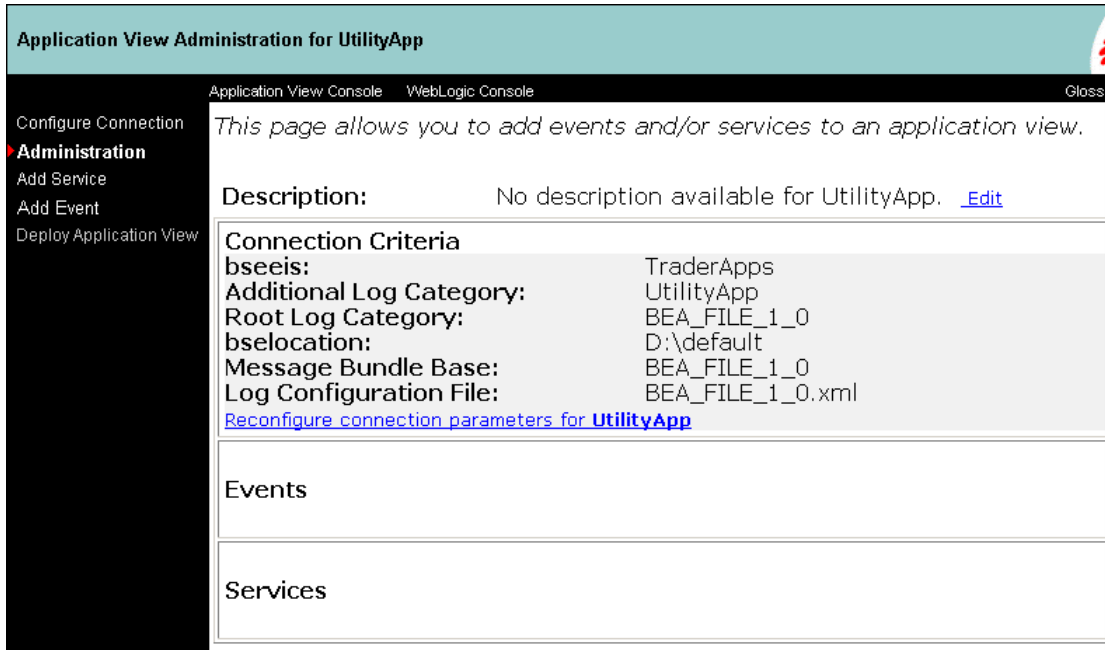 Application View Administration for UtilityApp
Application View Console WebLogic Console
Configure Connection
Administration
Add Service
Add Event
Deploy Application View
This page allows you to add events and/or services to an application view.
Description: No description available for UtilityApp. Edit
Connection Criteria
bseeis: TraderApps
Additional Log Category: UtilityApp
Root Log Category: BEA_FILE_1_0
bselocation: D:\default
Message Bundle Base: BEA_FILE_1_0
Log Configuration File: BEA_FILE_1_0.xml
Reconfigure connection parameters for UtilityApp
Events
Services